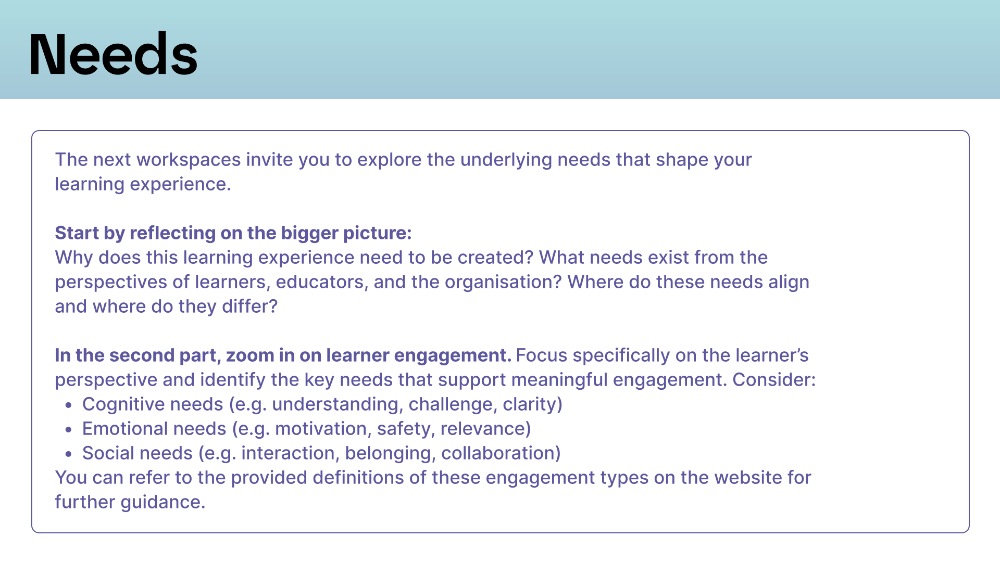 Needs
The next workspaces invite you to explore the underlying needs that shape your
learning experience.
Start by reflecting on the bigger picture:
Why does this learning experience need to be created? What needs exist from the
perspectives of learners, educators, and the organisation? Where do these needs align
and where do they differ?
In the second part, zoom in on learner engagement. Focus specifically on the learner’s
perspective and identify the key needs that support meaningful engagement. Consider:
• Cognitive needs (e.g. understanding, challenge, clarity)
• Emotional needs (e.g. motivation, safety, relevance)
• Social needs (e.g. interaction, belonging, collaboration)
You can refer to the provided definitions of these engagement types on the website for
further guidance.